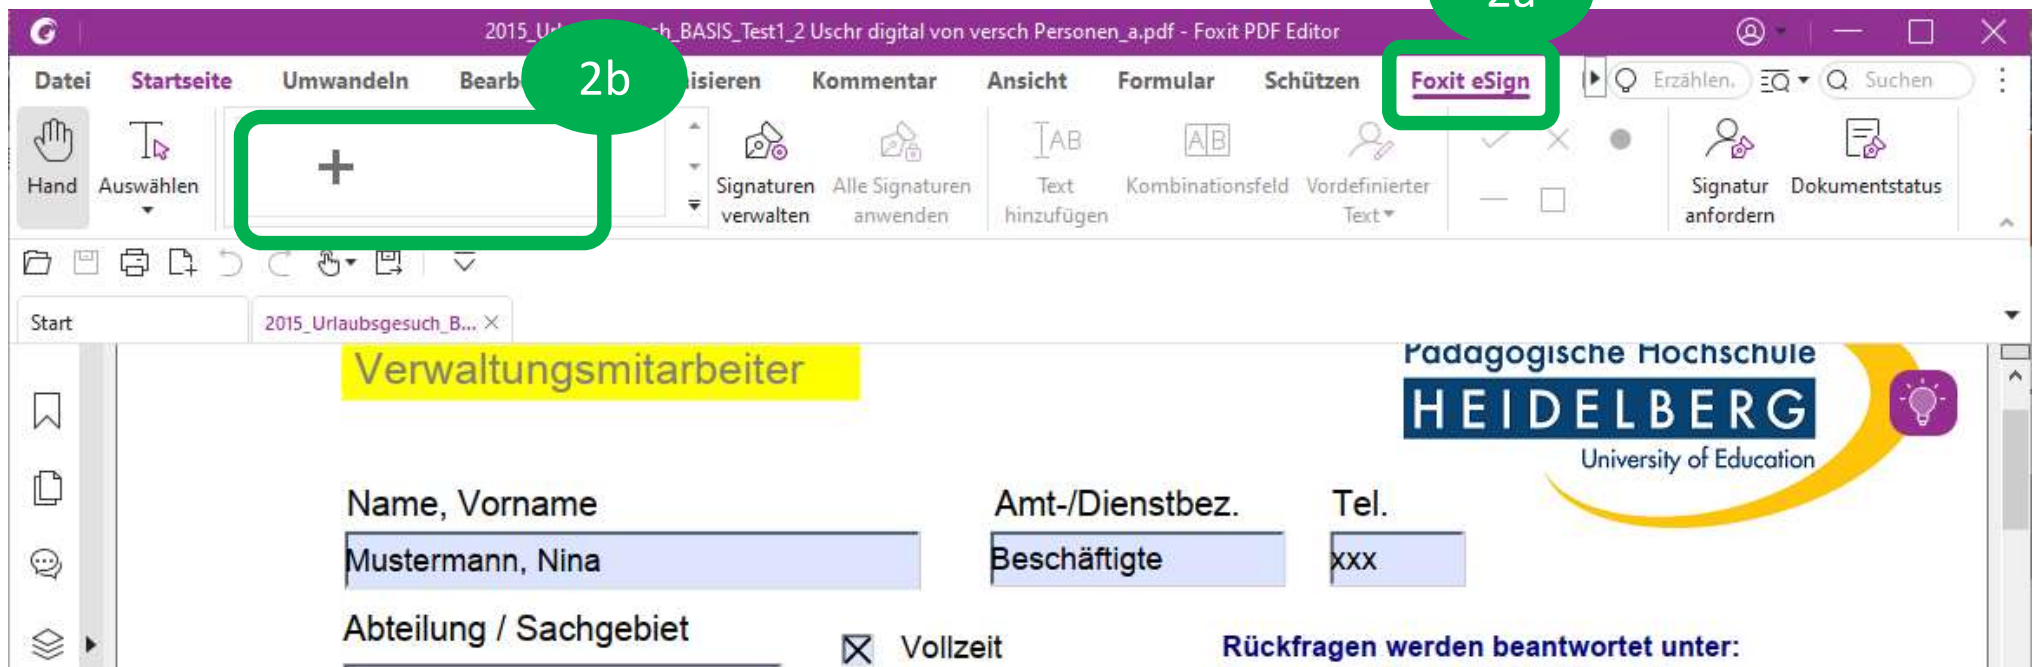 2a
2015_Ur ch_BASIS_Test1_2 Uschr digital von versch Personen_a.pdf - Foxit PDF Editor
Datei Startseite Umwandeln Bearb 2b isieren Kommentar Ansicht Formular Schützen Foxit eSign Erzählen. Suchen
Hand Auswählen Signaturen verwalten Alle Signaturen anwenden Text hinzufügen Kombinationsfeld Vordefinierter Text Signatur anfordern Dokumentstatus
Start 2015_Urlaubsgesuch_B...
Verwaltungsmitarbeiter
Pädagogische Hochschule
HEIDELBERG
University of Education
Name, Vorname Amt-/Dienstbez. Tel.
Mustermann, Nina Beschäftigte xxx
Abteilung / Sachgebiet
Vollzeit Rückfragen werden beantwortet unter: